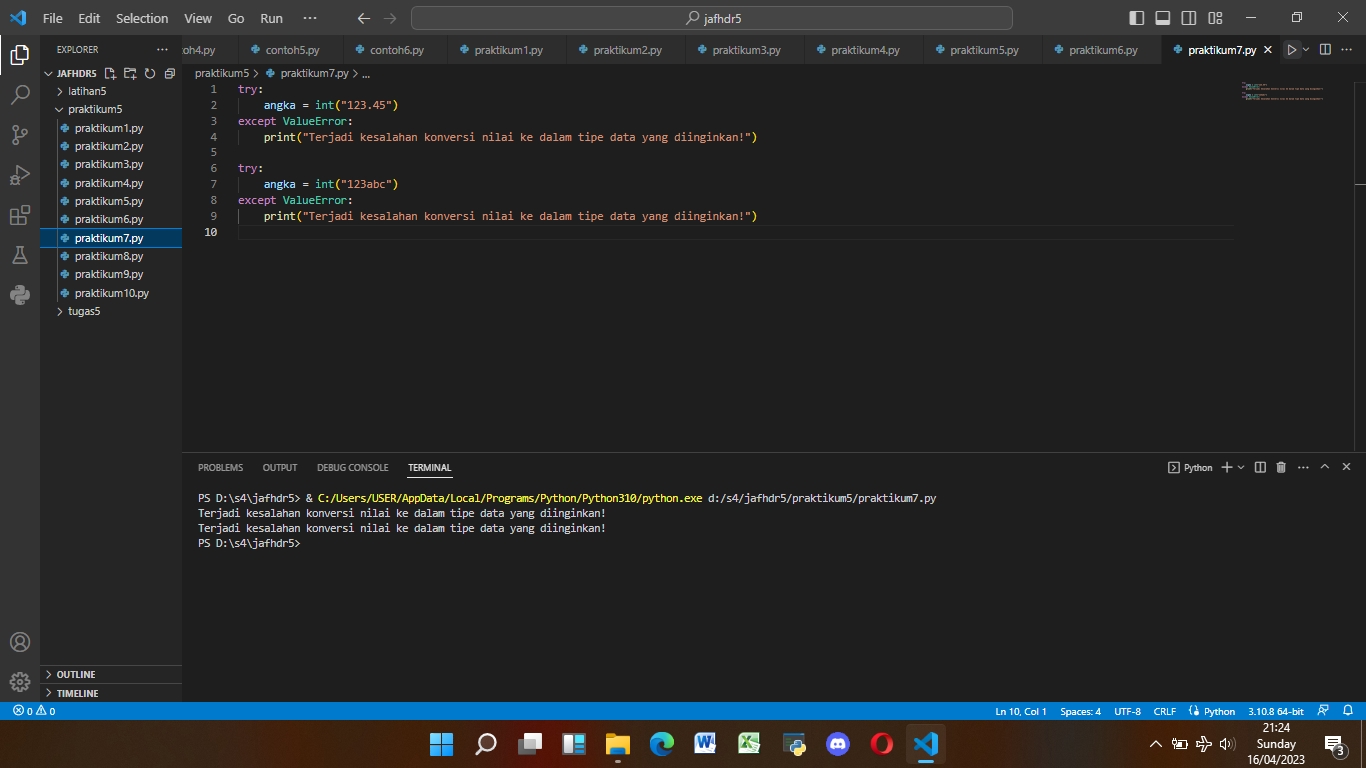 File Edit Selection View Go Run ··· jafhdr5
EXPLORER ···
oh4.py contoh5.py contoh6.py praktikum1.py praktikum2.py praktikum3.py praktikum4.py praktikum5.py praktikum6.py praktikum7.py
JAFHDR5
latihan5
praktikum5
praktikum1.py
praktikum2.py
praktikum3.py
praktikum4.py
praktikum5.py
praktikum6.py
praktikum7.py
praktikum8.py
praktikum9.py
praktikum10.py
tugas5
OUTLINE
TIMELINE
praktikum5 > praktikum7.py > ...
1 try:
2     angka = int("123.45")
3 except ValueError:
4     print("Terjadi kesalahan konversi nilai ke dalam tipe data yang diinginkan!")
5
6 try:
7     angka = int("123abc")
8 except ValueError:
9     print("Terjadi kesalahan konversi nilai ke dalam tipe data yang diinginkan!")
10
PROBLEMS OUTPUT DEBUG CONSOLE TERMINAL Python
PS D:\s4\jafhdr5> & C:/Users/USER/AppData/Local/Programs/Python/Python310/python.exe d:/s4/jafhdr5/praktikum5/praktikum7.py
Terjadi kesalahan konversi nilai ke dalam tipe data yang diinginkan!
Terjadi kesalahan konversi nilai ke dalam tipe data yang diinginkan!
PS D:\s4\jafhdr5>
0 0 Ln 10, Col 1 Spaces: 4 UTF-8 CRLF Python 3.10.8 64-bit
21:24
Sunday
16/04/2023
3